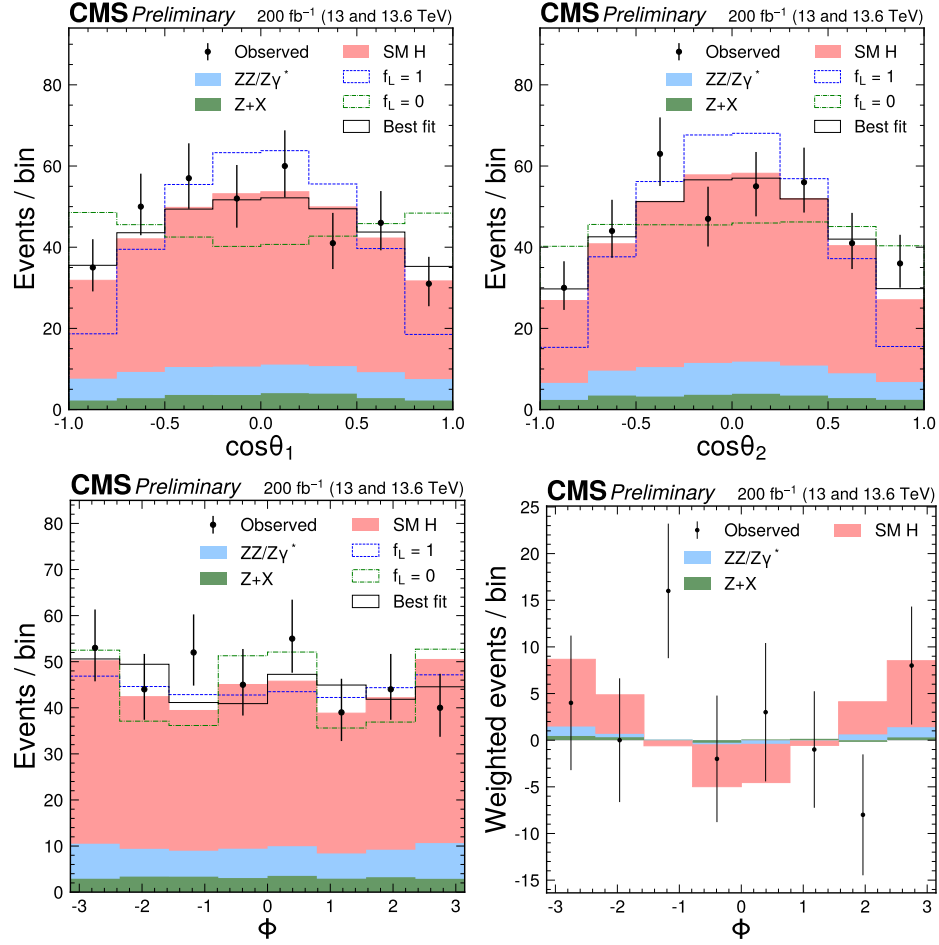 CMS Preliminary 200 fb⁻¹ (13 and 13.6 TeV)
Observed
SM H
ZZ/Zγ*
f_L = 1
Z+X
f_L = 0
Best fit
Events / bin
80
60
40
20
0
-1.0 -0.5 0.0 0.5 1.0
cosθ₁
CMS Preliminary 200 fb⁻¹ (13 and 13.6 TeV)
Observed
SM H
ZZ/Zγ*
f_L = 1
Z+X
f_L = 0
Best fit
Events / bin
80
60
40
20
0
-1.0 -0.5 0.0 0.5 1.0
cosθ₂
CMS Preliminary 200 fb⁻¹ (13 and 13.6 TeV)
Observed
SM H
ZZ/Zγ*
f_L = 1
Z+X
f_L = 0
Best fit
Events / bin
80
70
60
50
40
30
20
10
0
-3 -2 -1 0 1 2 3
Φ
CMS Preliminary 200 fb⁻¹ (13 and 13.6 TeV)
Observed
SM H
ZZ/Zγ*
Z+X
Weighted events / bin
25
20
15
10
5
0
-5
-10
-15
-3 -2 -1 0 1 2 3
Φ